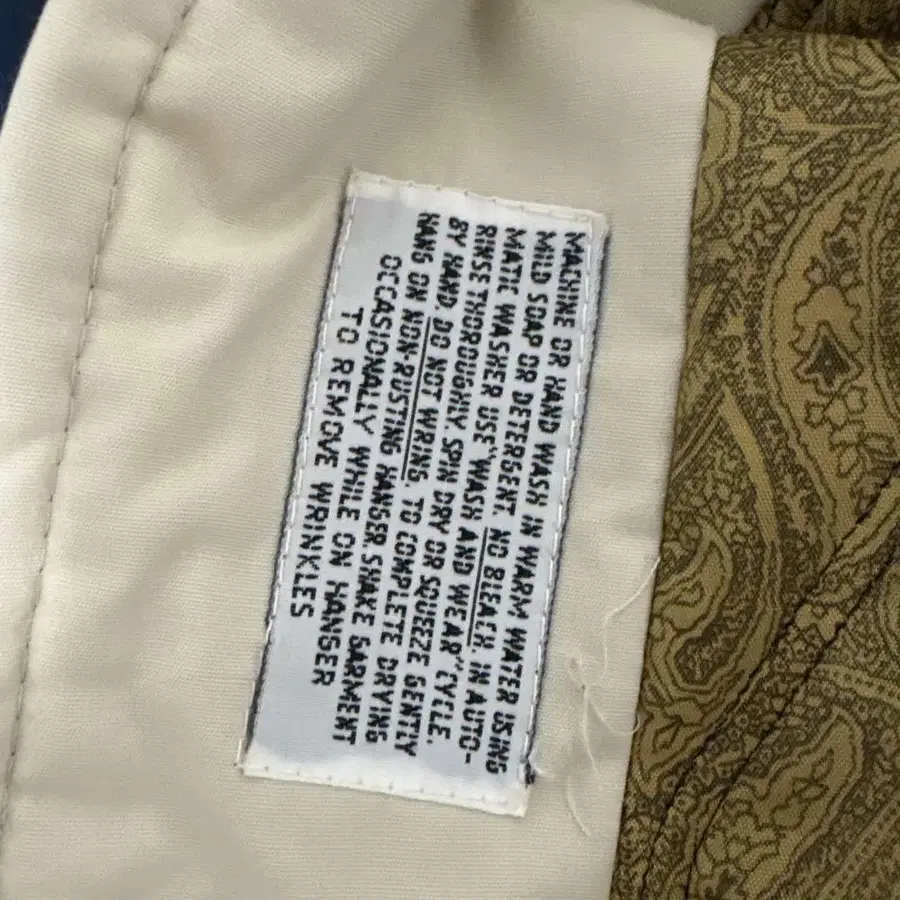 MACHINE OR HAND WASH IN WARM WATER USING
MILD SOAP OR DETERGENT. NO BLEACH. IN AUTO-
MATIC WASHER USE "WASH AND WEAR" CYCLE.
RINSE THOROUGHLY. SPIN DRY OR SQUEEZE GENTLY
BY HAND. DO NOT WRING. TO COMPLETE DRYING
HANG ON NON-RUSTING HANGER. SHAKE GARMENT
OCCASIONALLY WHILE ON HANGER
TO REMOVE WRINKLES